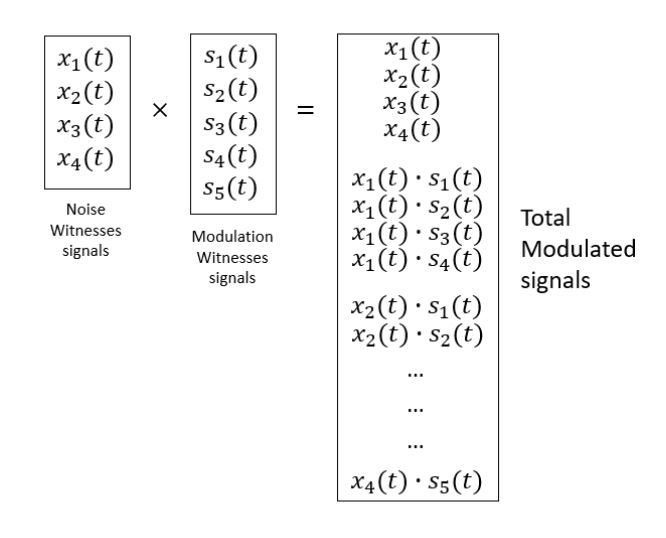 x₁(t)
x₂(t)
x₃(t)
x₄(t)
Noise
Witnesses
signals
×
s₁(t)
s₂(t)
s₃(t)
s₄(t)
s₅(t)
Modulation
Witnesses
signals
=
x₁(t)
x₂(t)
x₃(t)
x₄(t)
x₁(t) · s₁(t)
x₁(t) · s₂(t)
x₁(t) · s₃(t)
x₁(t) · s₄(t)
x₂(t) · s₁(t)
x₂(t) · s₂(t)
...
...
...
x₄(t) · s₅(t)
Total
Modulated
signals